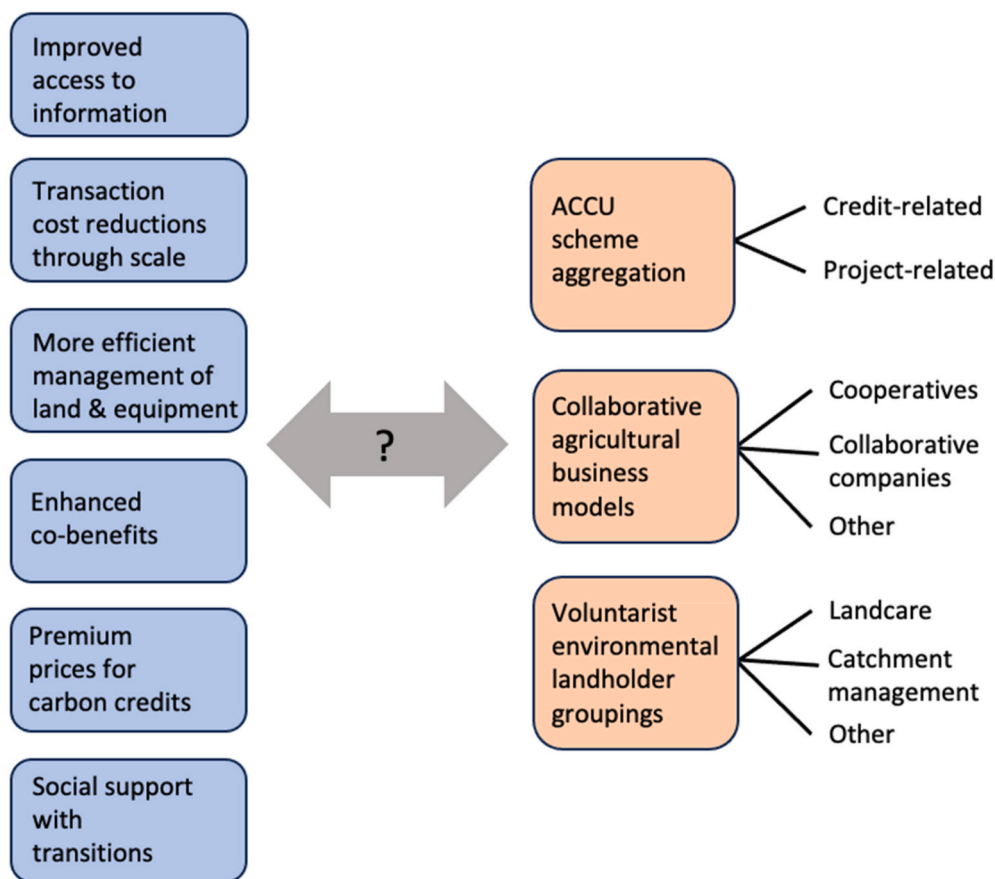 Improved
access to
information
Transaction
cost reductions
through scale
More efficient
management of
land & equipment
Enhanced
co-benefits
Premium
prices for
carbon credits
Social support
with
transitions
?
ACCU
scheme
aggregation
Credit-related
Project-related
Collaborative
agricultural
business
models
Cooperatives
Collaborative
companies
Other
Voluntarist
environmental
landholder
groupings
Landcare
Catchment
management
Other